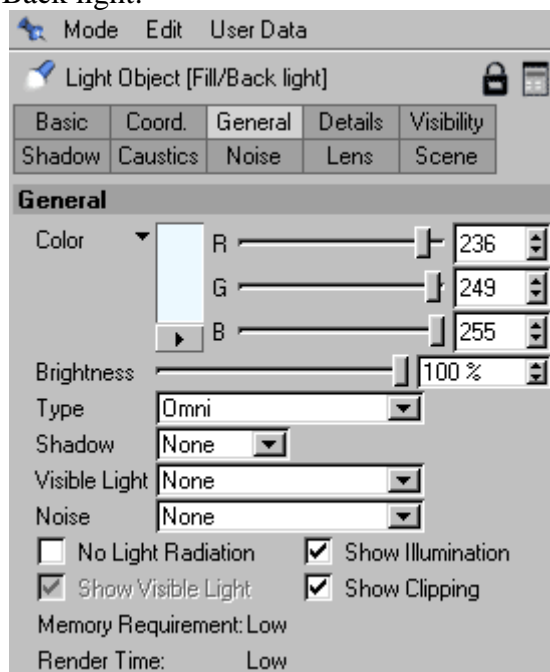 Back light:
Mode Edit User Data
Light Object [Fill/Back light]
Basic Coord. General Details Visibility
Shadow Caustics Noise Lens Scene
General
Color R 236
G 249
B 255
Brightness 100 %
Type Omni
Shadow None
Visible Light None
Noise None
No Light Radiation Show Illumination
Show Visible Light Show Clipping
Memory Requirement: Low
Render Time: Low